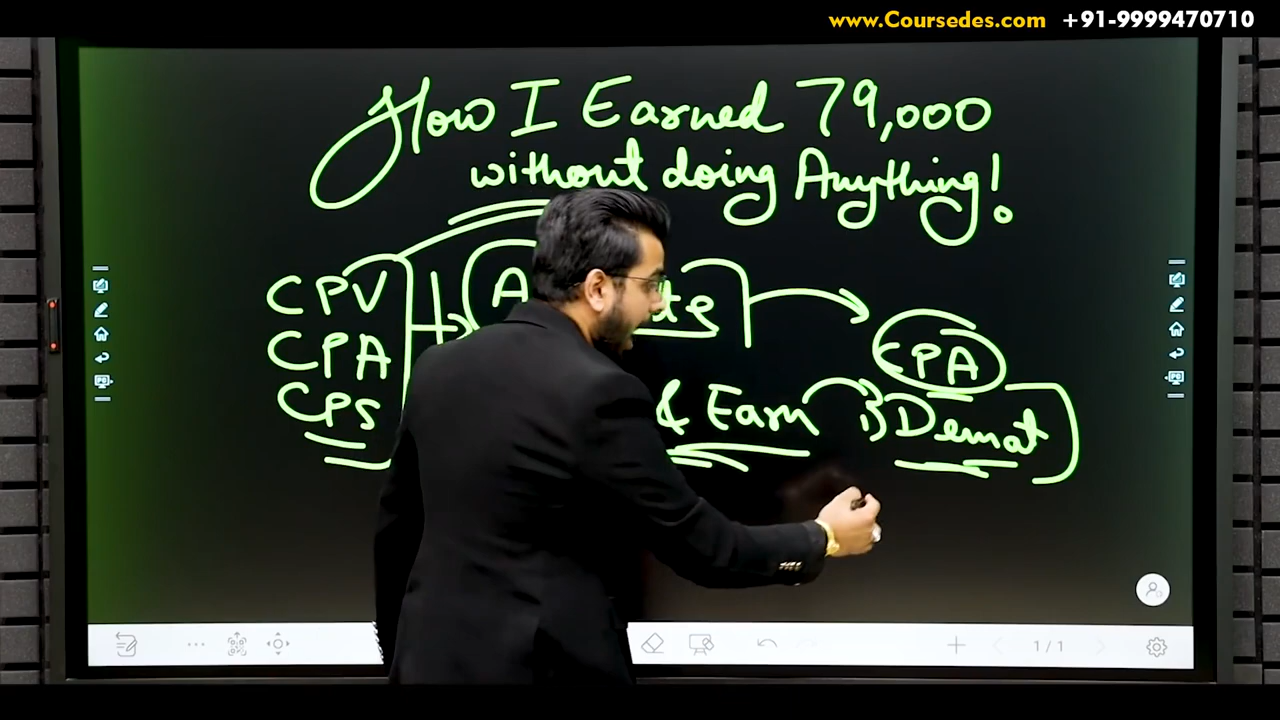 www.Coursedes.com +91-9999470710
How I Earned 79,000
without doing Anything!
CPV
CPA
CPS
CPA
& Earn 1) Demat
1/1